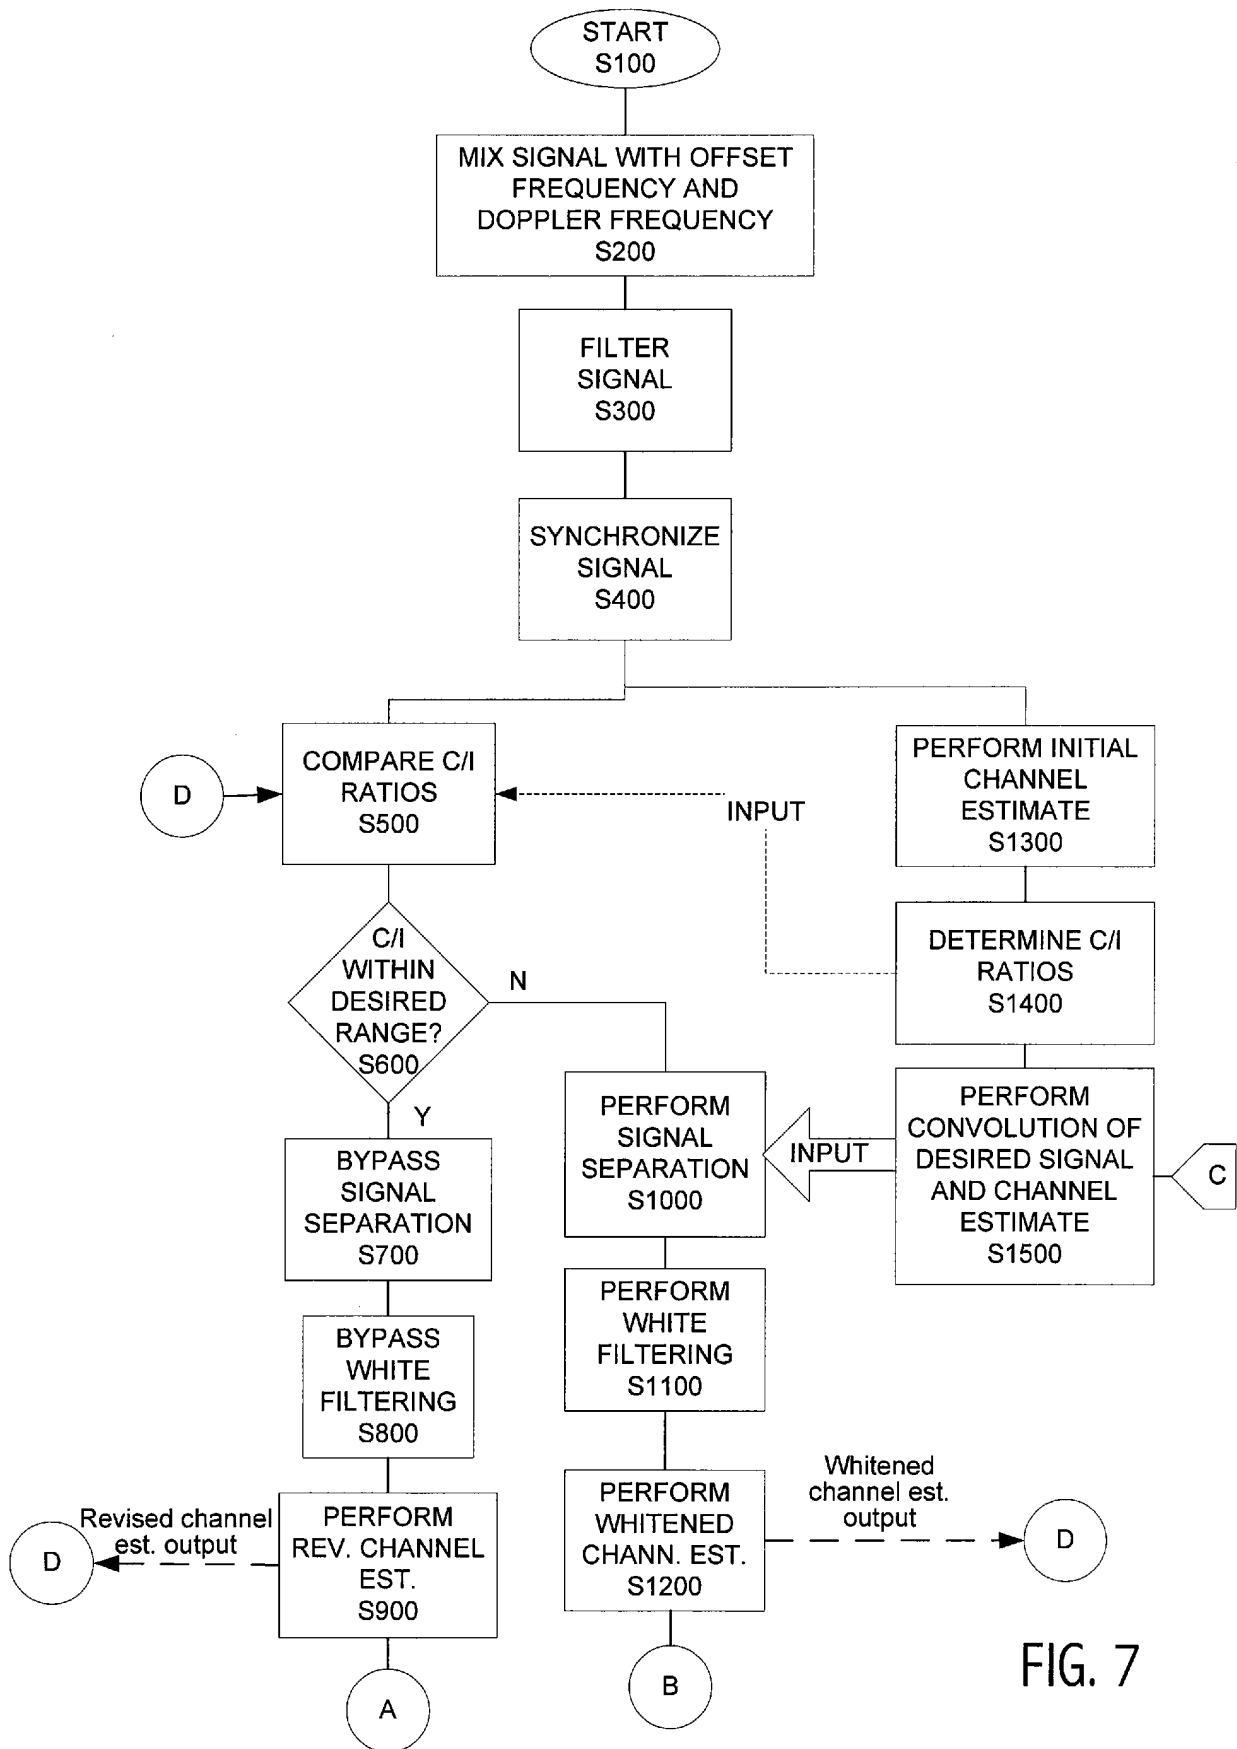 START
S100
MIX SIGNAL WITH OFFSET
FREQUENCY AND
DOPPLER FREQUENCY
S200
FILTER
SIGNAL
S300
SYNCHRONIZE
SIGNAL
S400
D
COMPARE C/I
RATIOS
S500
INPUT
PERFORM INITIAL
CHANNEL
ESTIMATE
S1300
DETERMINE C/I
RATIOS
S1400
C/I
WITHIN
DESIRED
RANGE?
S600
N
Y
PERFORM
SIGNAL
SEPARATION
S1000
INPUT
PERFORM
CONVOLUTION OF
DESIRED SIGNAL
AND CHANNEL
ESTIMATE
S1500
C
BYPASS
SIGNAL
SEPARATION
S700
PERFORM
WHITE
FILTERING
S1100
BYPASS
WHITE
FILTERING
S800
PERFORM
WHITENED
CHANN. EST.
S1200
Whitened
channel est.
output
D
Revised channel
est. output
D
PERFORM
REV. CHANNEL
EST.
S900
A
B
FIG. 7